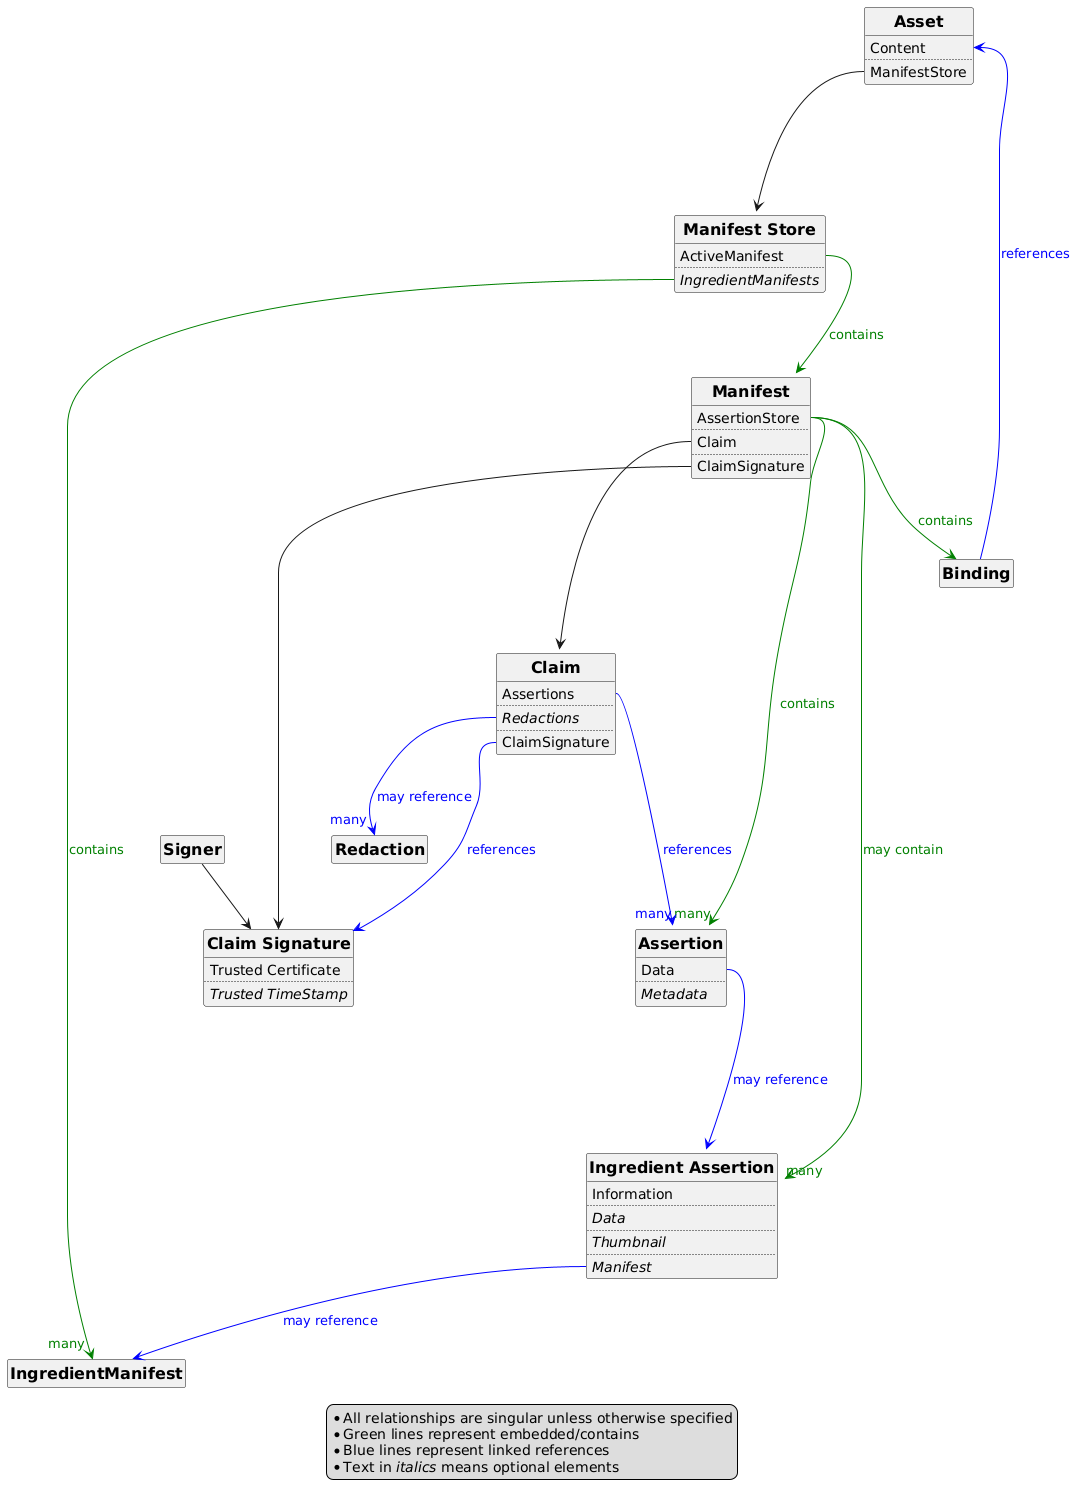 Asset
Content
ManifestStore
Manifest Store
ActiveManifest
IngredientManifests
references
contains
Manifest
AssertionStore
Claim
ClaimSignature
contains
Binding
Claim
Assertions
Redactions
ClaimSignature
contains
may reference
many
Signer
Redaction
references
references
contains
may contain
many
many
Claim Signature
Trusted Certificate
Trusted TimeStamp
Assertion
Data
Metadata
may reference
Ingredient Assertion
many
Information
Data
Thumbnail
Manifest
may reference
many
IngredientManifest
•All relationships are singular unless otherwise specified
•Green lines represent embedded/contains
•Blue lines represent linked references
•Text in italics means optional elements